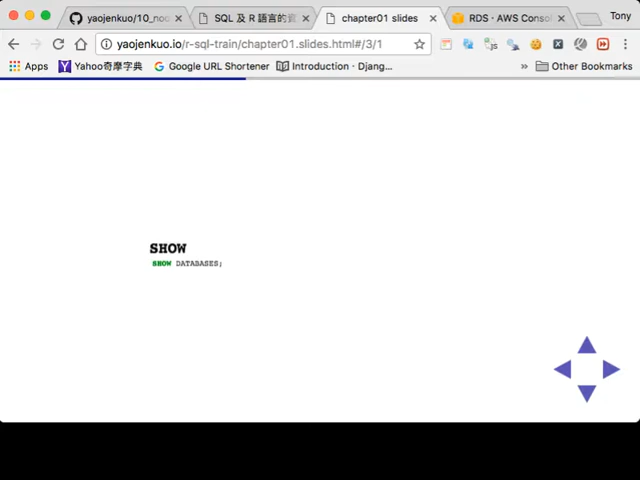 yaojenkuo/10_noo
SQL 及 R 語言的資
chapter01 slides
RDS · AWS Consol
Tony
yaojenkuo.io/r-sql-train/chapter01.slides.html#/3/1
Apps
Yahoo奇摩字典
Google URL Shortener
Introduction · Djang...
»
Other Bookmarks
SHOW
SHOW DATABASES;